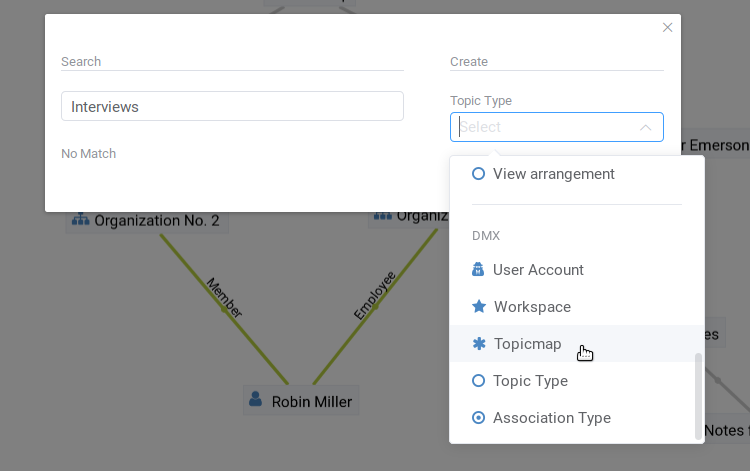 Search
Create
Interviews
Topic Type
Select
No Match
View arrangement
DMX
User Account
Workspace
Topicmap
Topic Type
Association Type
r Emerson
Organization No. 2
Organiz
Member
Employee
Robin Miller
es
Notes f